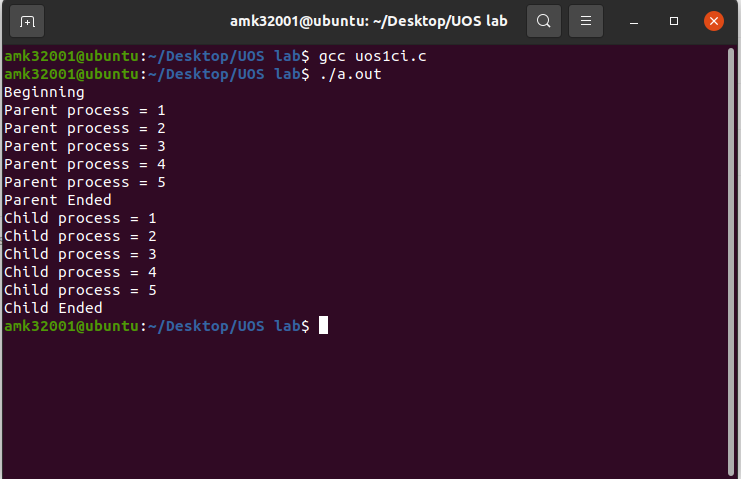 amk32001@ubuntu: ~/Desktop/UOS lab
amk32001@ubuntu:~/Desktop/UOS lab$ gcc uos1ci.c
amk32001@ubuntu:~/Desktop/UOS lab$ ./a.out
Beginning
Parent process = 1
Parent process = 2
Parent process = 3
Parent process = 4
Parent process = 5
Parent Ended
Child process = 1
Child process = 2
Child process = 3
Child process = 4
Child process = 5
Child Ended
amk32001@ubuntu:~/Desktop/UOS lab$